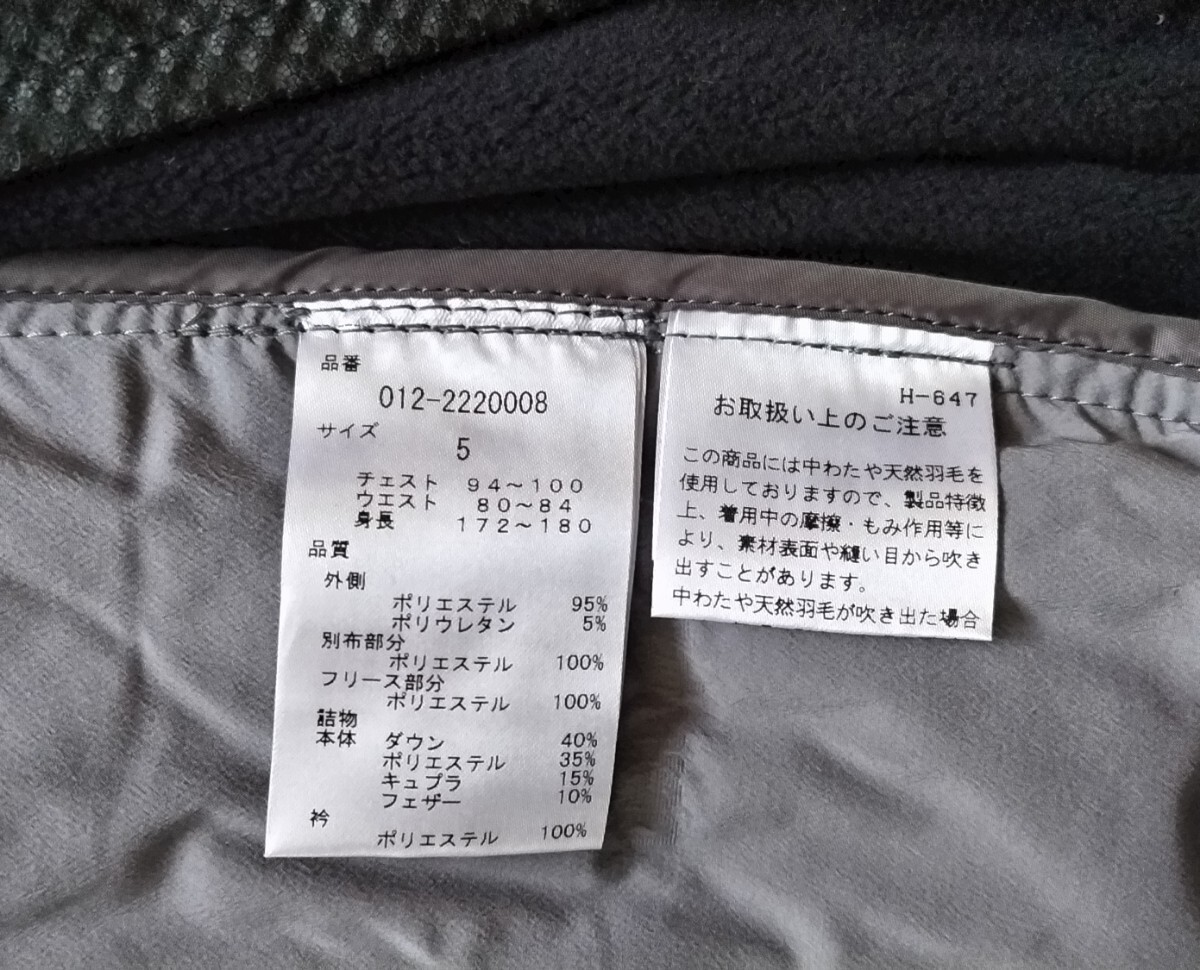 品番
012-2220008
サイズ
5
チェスト 94~100
ウエスト 80~84
身長 172~180
品質
外側
ポリエステル 95%
ポリウレタン 5%
別布部分
ポリエステル 100%
フリース部分
ポリエステル 100%
詰物
本体 ダウン 40%
ポリエステル 35%
キュプラ 15%
フェザー 10%
衿
ポリエステル 100%
H-647
お取扱い上のご注意
この商品には中わたや天然羽毛を
使用しておりますので、製品特徴
上、着用中の摩擦・もみ作用等に
より、素材表面や縫い目から吹き
出すことがあります。
中わたや天然羽毛が吹き出た場合